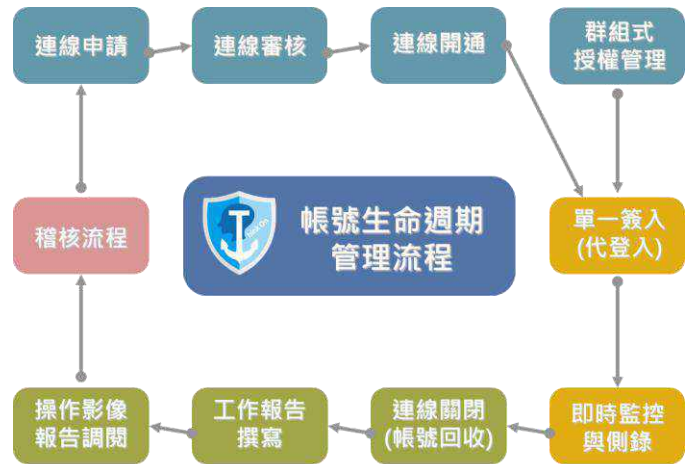 連線申請
連線審核
連線開通
群組式
授權管理
稽核流程
帳號生命週期
管理流程
單一簽入
(代登入)
操作影像
報告調閱
工作報告
撰寫
連線關閉
(帳號回收)
即時監控
與側錄